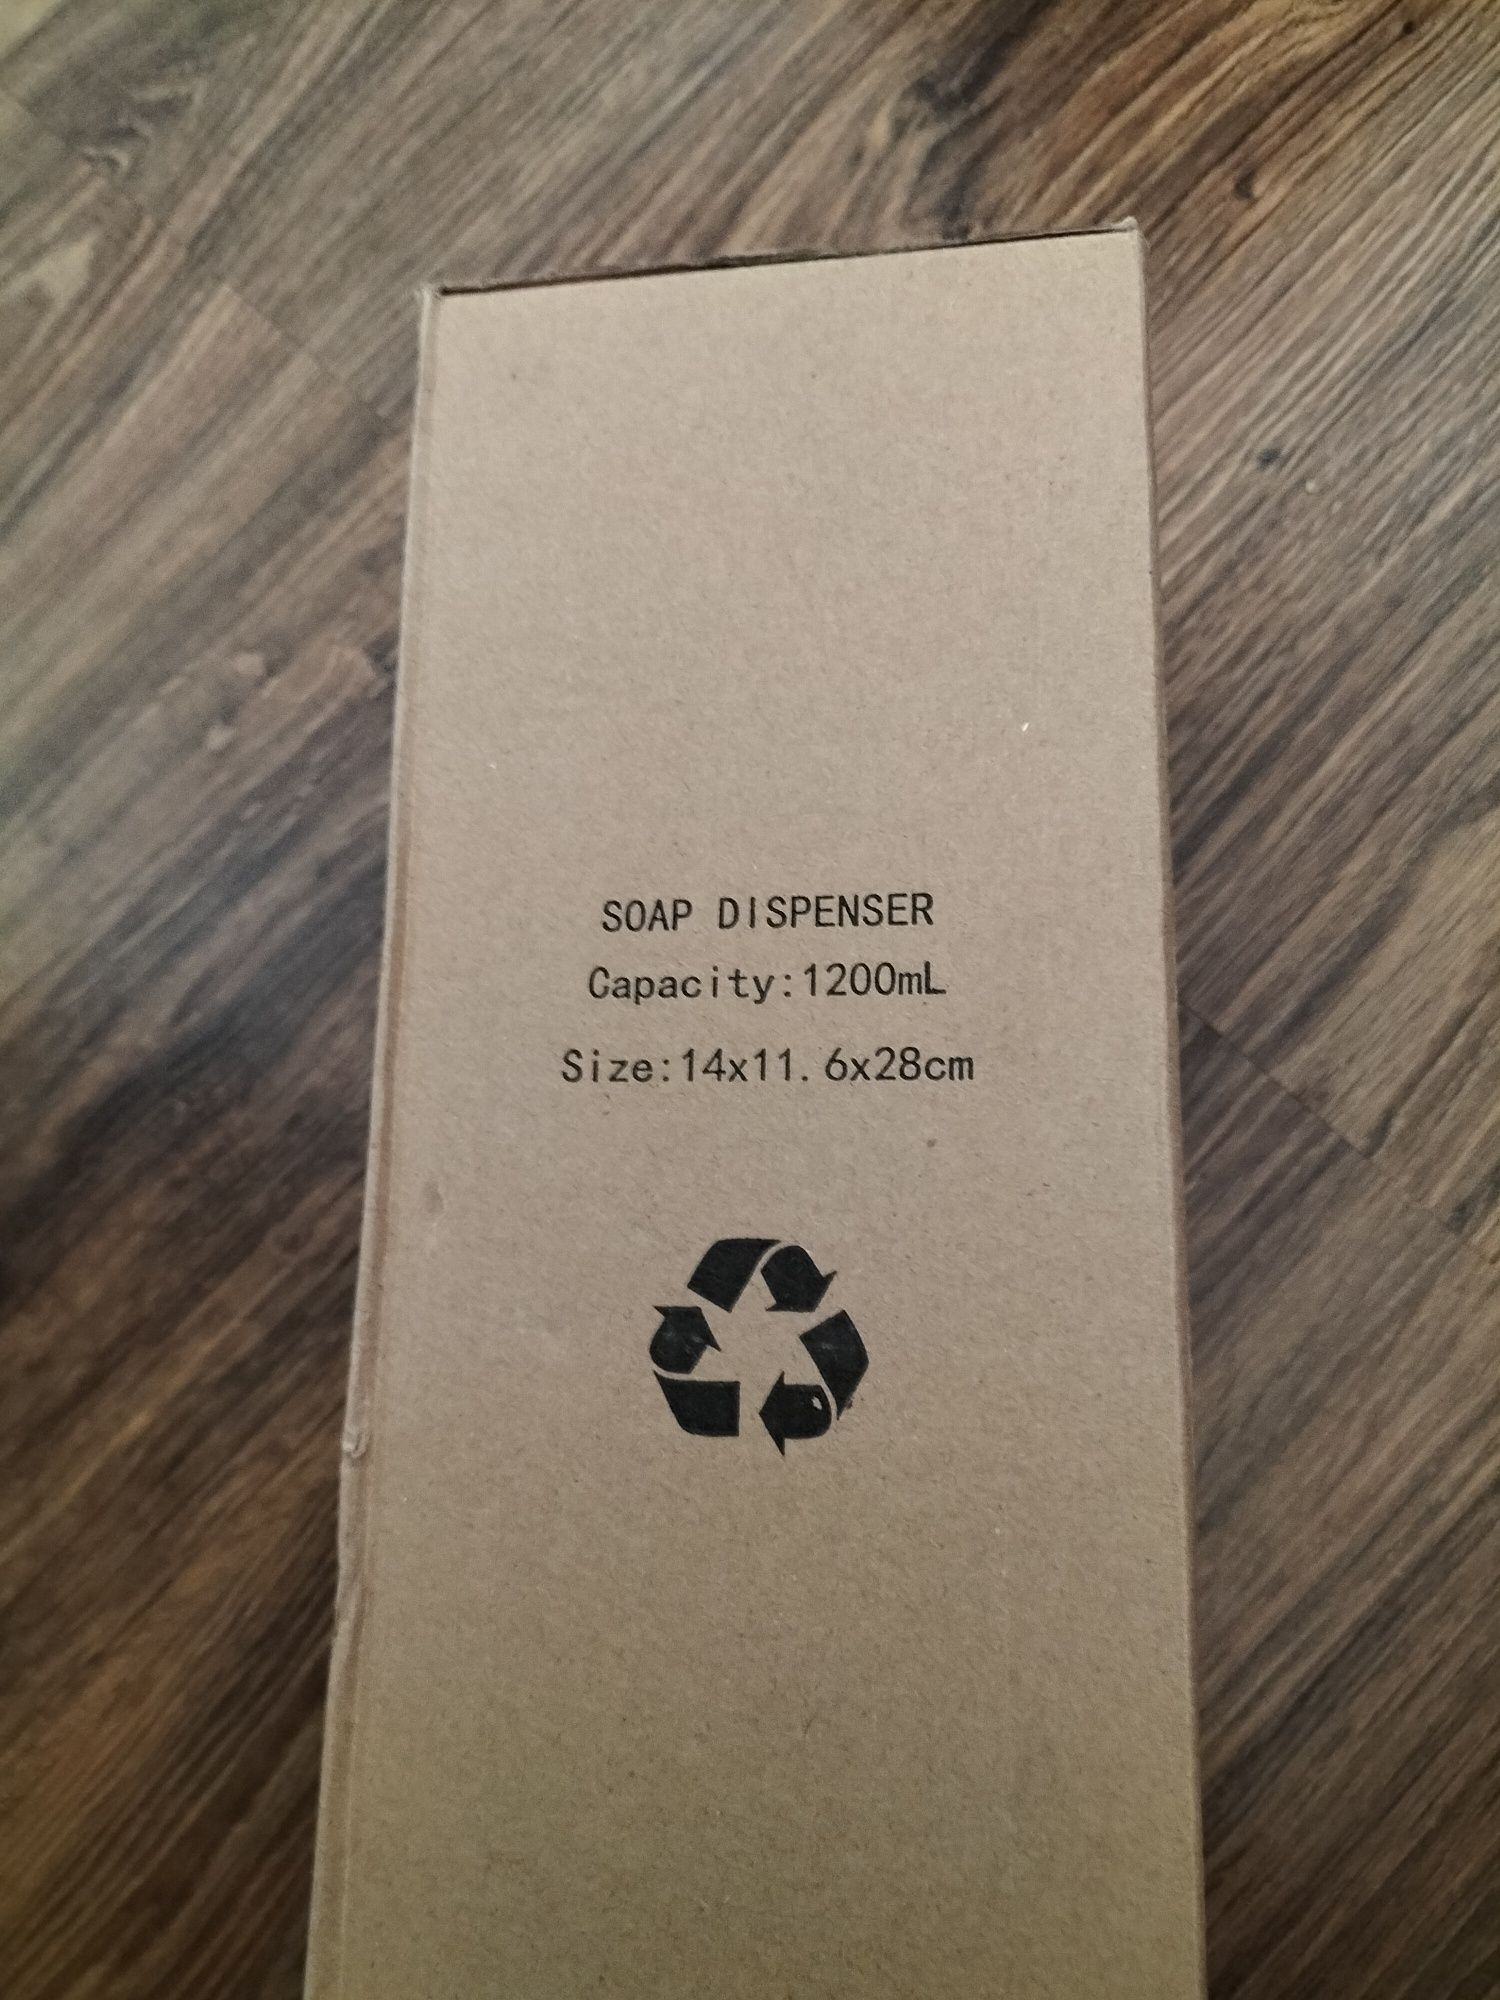 SOAP DISPENSER
Capacity:1200mL
Size:14x11.6x28cm